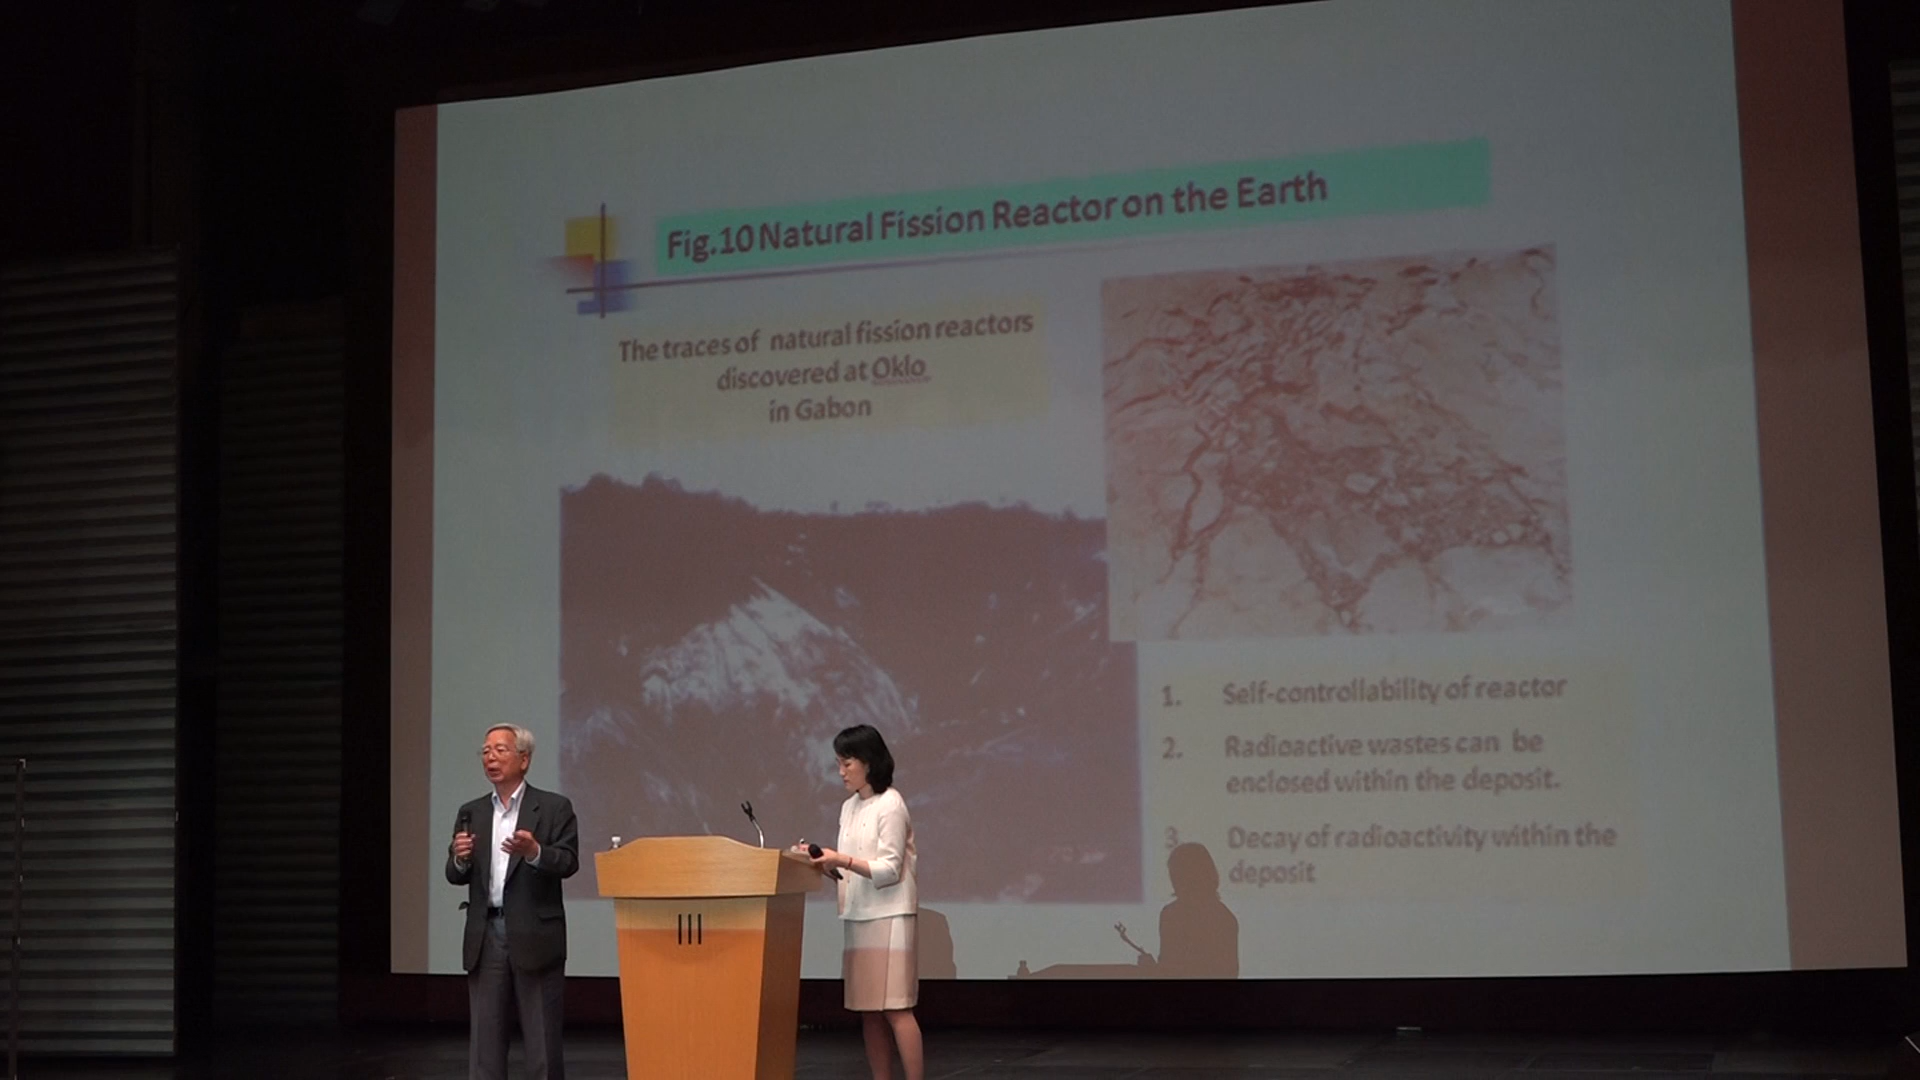 Fig.10 Natural Fission Reactor on the Earth
The traces of natural fission reactors
discovered at Oklo
in Gabon
1. Self-controllability of reactor
2. Radioactive wastes can be
enclosed within the deposit.
3. Decay of radioactivity within the
deposit